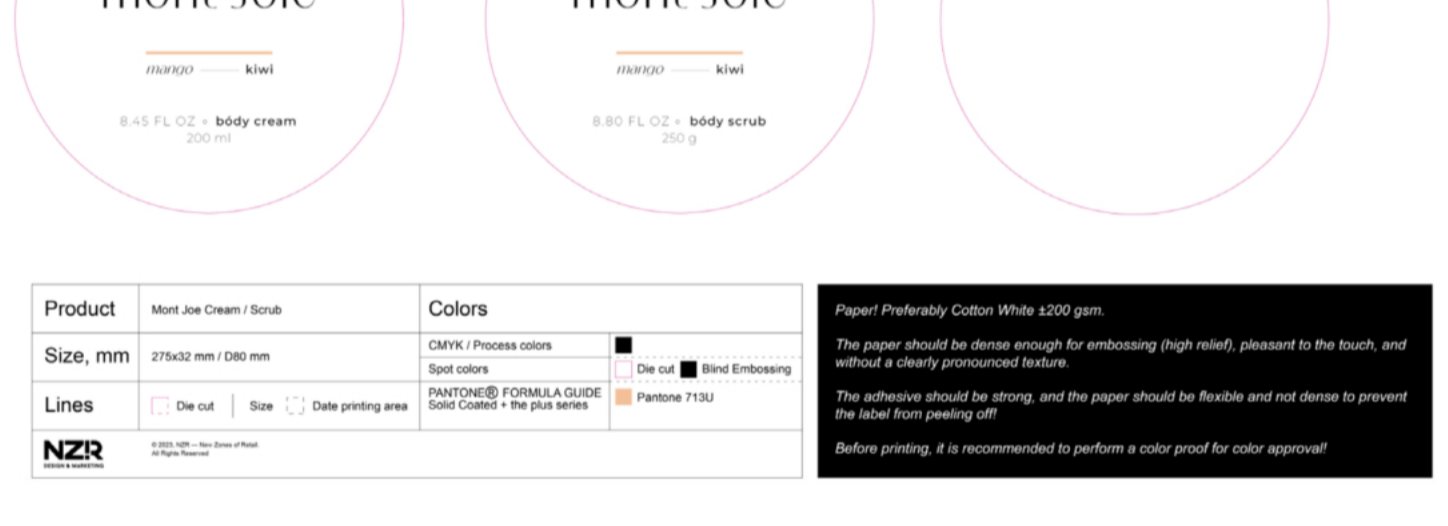 mango — kiwi
8.45 FL OZ • bódy cream
200 ml
mango — kiwi
8.80 FL OZ • bódy scrub
250 g
Product
Mont Joe Cream / Scrub
Colors
Size, mm
275x32 mm / D80 mm
CMYK / Process colors
Spot colors
Die cut
Blind Embossing
Lines
Die cut
Size
Date printing area
PANTONE® FORMULA GUIDE
Solid Coated + the plus series
Pantone 713U
NZR
DESIGN & MARKETING
© 2023, NZR — New Zones of Retail.
All Rights Reserved
Paper! Preferably Cotton White ±200 gsm.
The paper should be dense enough for embossing (high relief), pleasant to the touch, and
without a clearly pronounced texture.
The adhesive should be strong, and the paper should be flexible and not dense to prevent
the label from peeling off!
Before printing, it is recommended to perform a color proof for color approval!